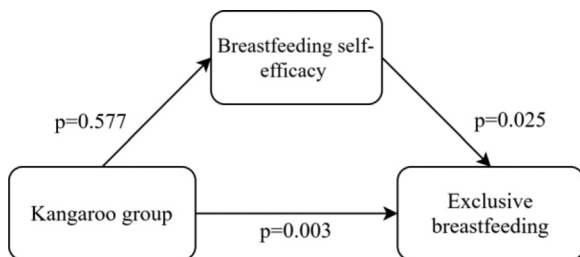 Breastfeeding self-
efficacy
p=0.577
p=0.025
Kangaroo group
p=0.003
Exclusive
breastfeeding